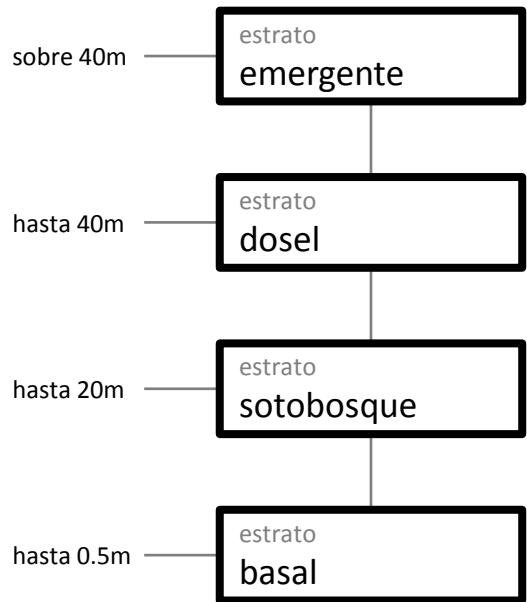 estrato
sobre 40m
emergente
estrato
hasta 40m
dosel
estrato
hasta 20m
sotobosque
estrato
hasta 0.5m
basal